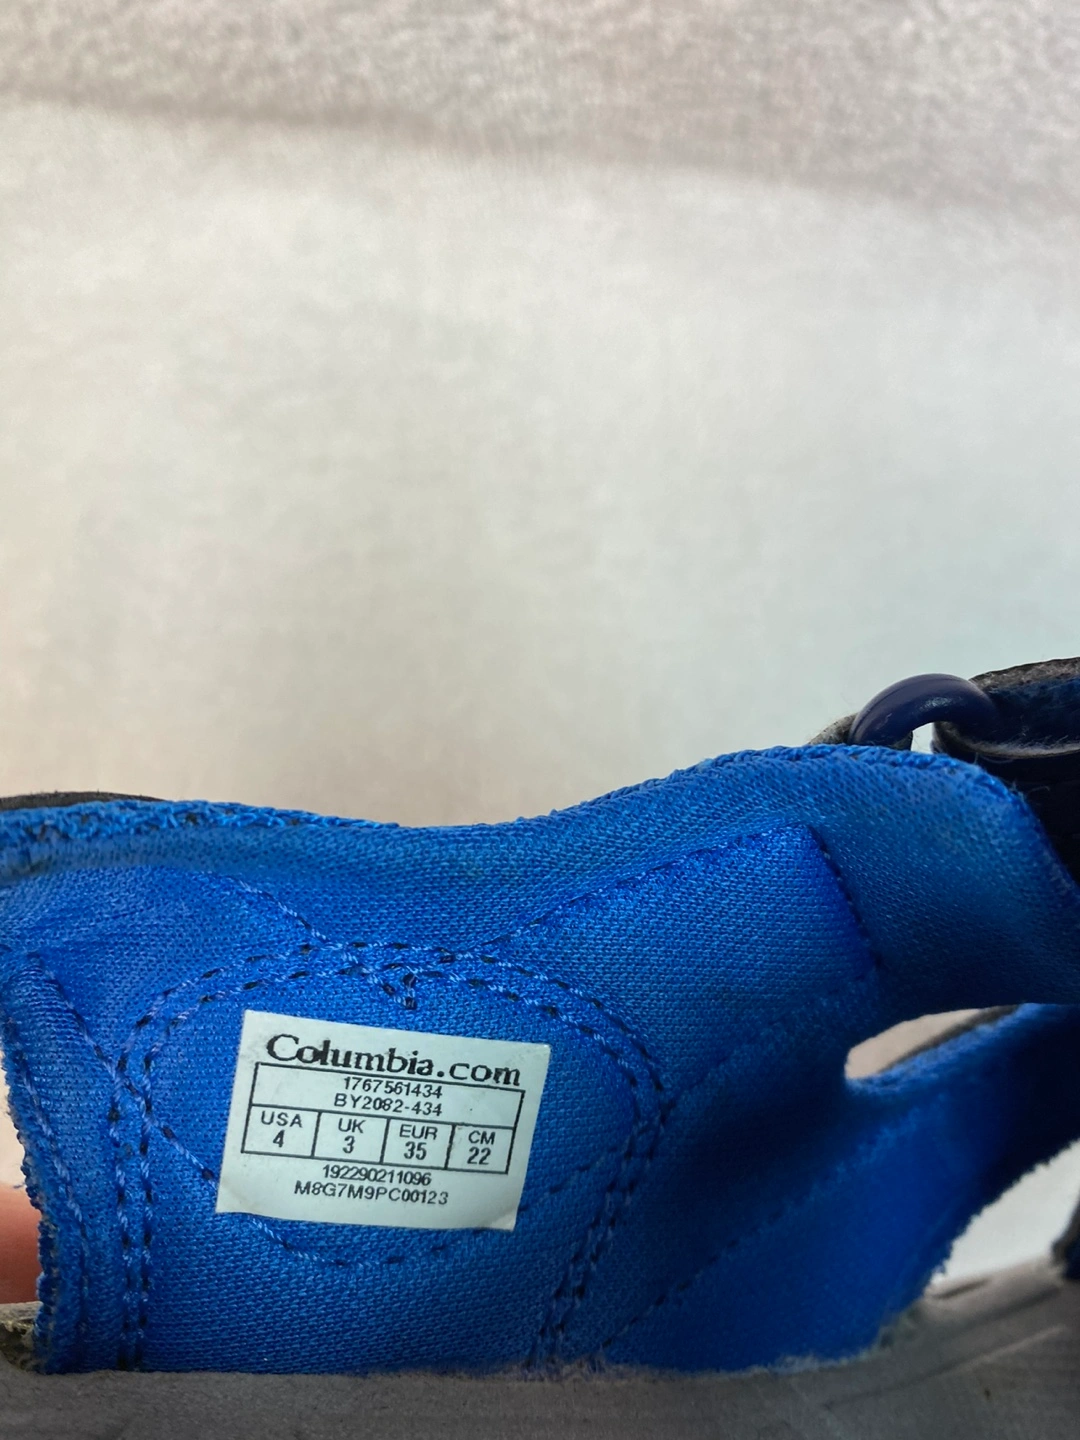 Columbia.com
1767561434
BY2082-434
USA UK EUR CM
4 3 35 22
192290211096
M8G7M9PC00123